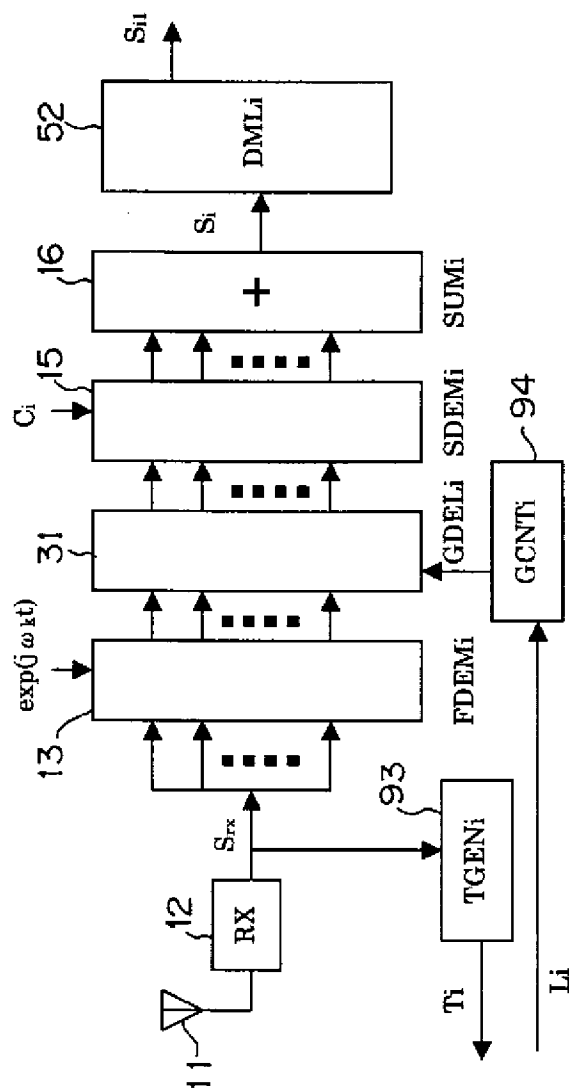 11
12
RX
Srx
13
exp(j ω kt)
FDEMi
31
GDELi
15
Ci
SDEMi
16
+
SUMi
Si
52
DMLi
Si1
93
TGENi
Ti
94
GCNTi
Li